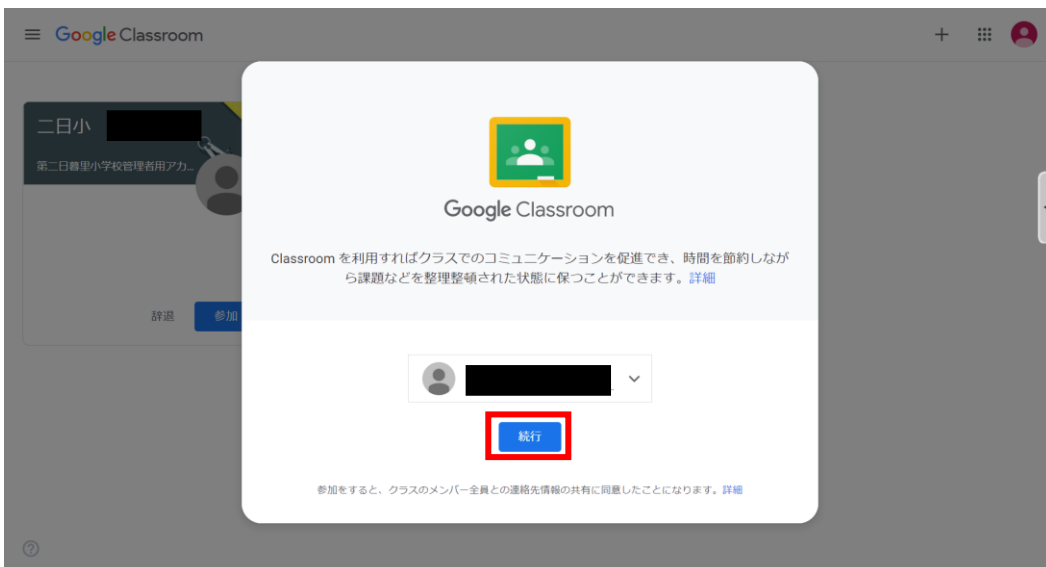 Google Classroom
二日小
第二日暮里小学校管理者用アカ...
辞退
参加
Google Classroom
Classroom を利用すればクラスでのコミュニケーションを促進でき、時間を節約しなが
ら課題などを整理整頓された状態に保つことができます。詳細
続行
参加をすると、クラスのメンバー全員との連絡先情報の共有に同意したことになります。詳細